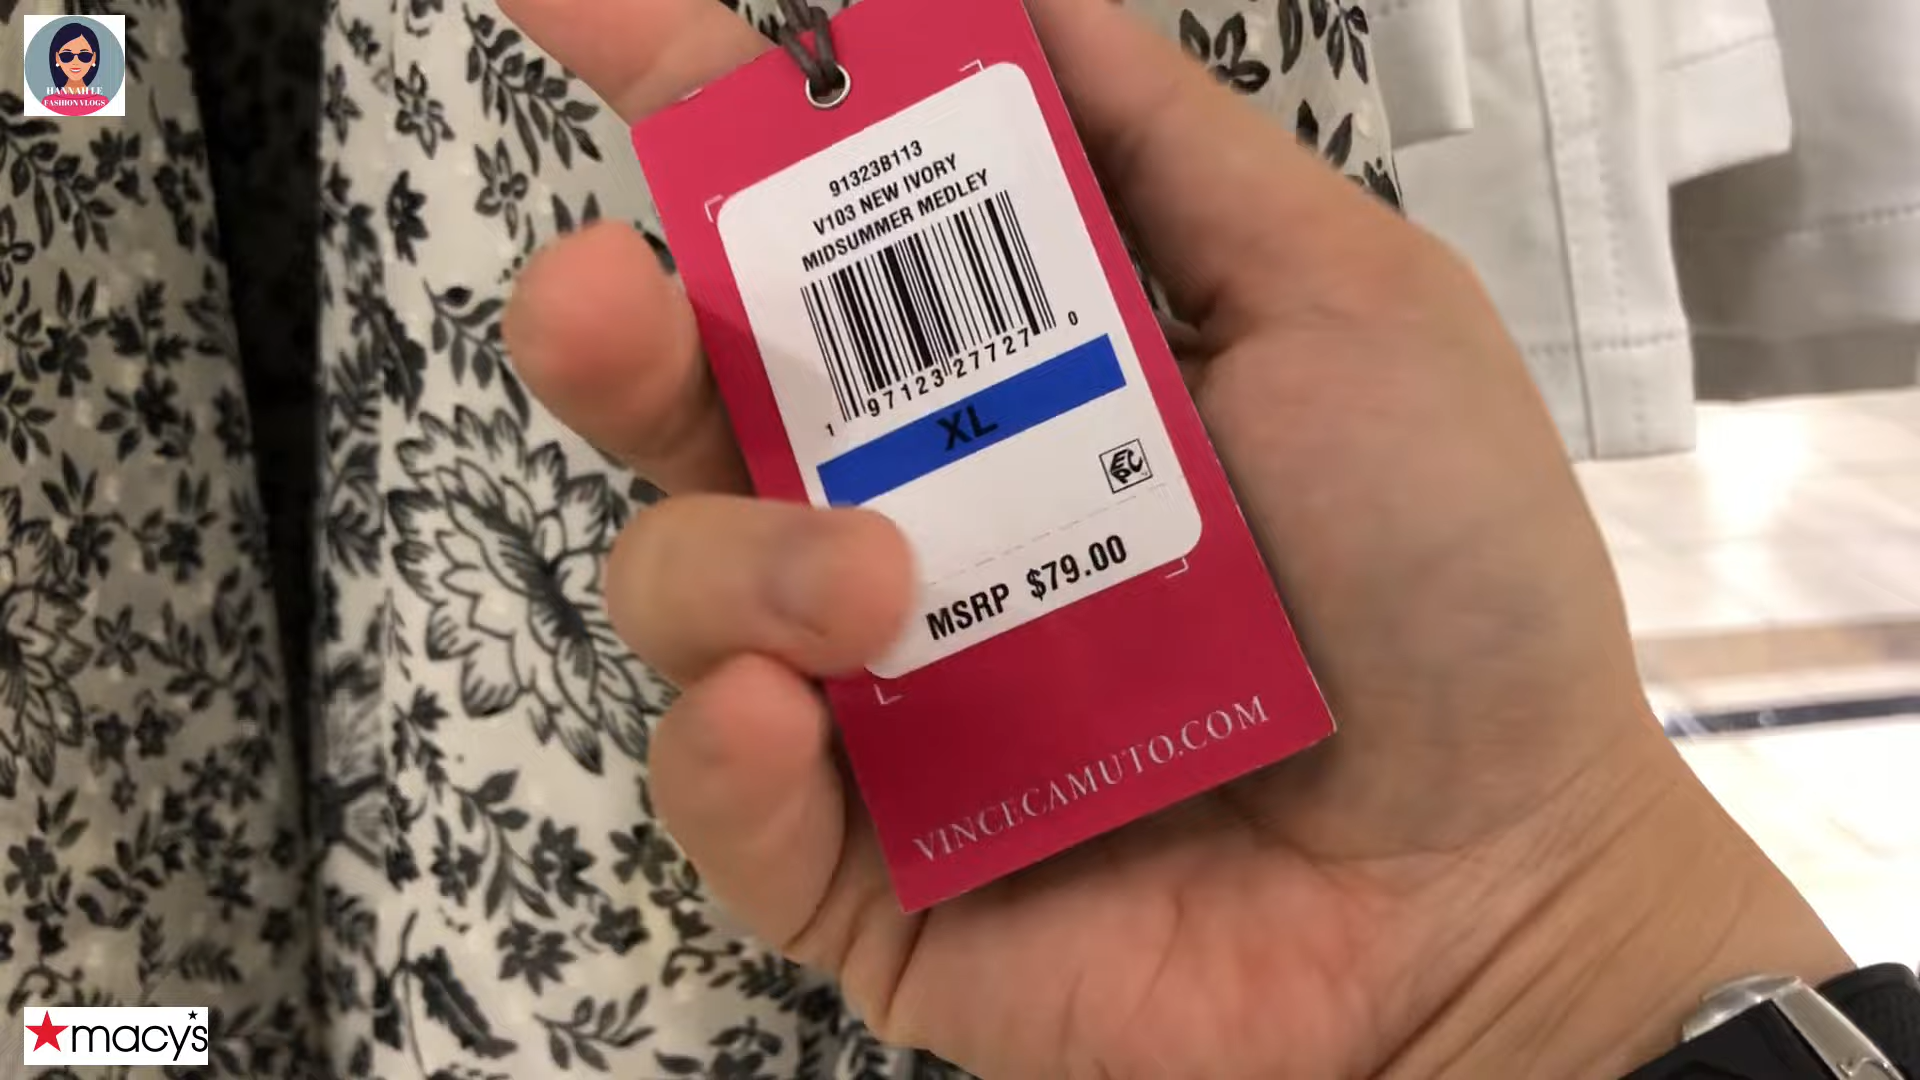 HANNAH LE
FASHION VLOGS
91323B113
V103 NEW IVORY
MIDSUMMER MEDLEY
1 97123 27727 0
XL
EPC
MSRP $79.00
VINCECAMUTO.COM
macy's